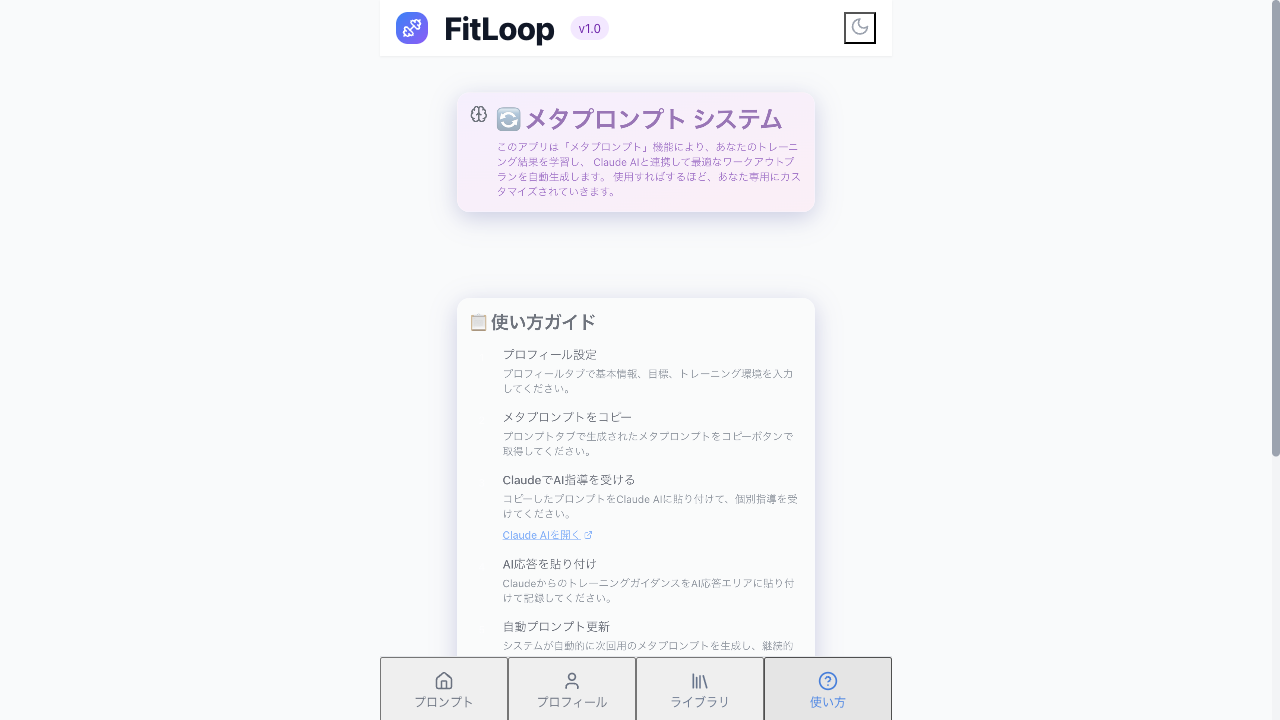 FitLoop
v1.0
🔄 メタプロンプト システム
このアプリは「メタプロンプト」機能により、あなたのトレーニ
ング結果を学習し、 Claude AIと連携して最適なワークアウトプ
ランを自動生成します。 使用すればするほど、あなた専用にカス
タマイズされていきます。
📋 使い方ガイド
プロフィール設定
プロフィールタブで基本情報、目標、トレーニング環境を入力
してください。
メタプロンプトをコピー
プロンプトタブで生成されたメタプロンプトをコピーボタンで
取得してください。
ClaudeでAI指導を受ける
コピーしたプロンプトをClaude AIに貼り付けて、個別指導を受
けてください。
Claude AIを開く
AI応答を貼り付け
ClaudeからのトレーニングガイダンスをAI応答エリアに貼り付
けて記録してください。
自動プロンプト更新
システムが自動的に次回用のメタプロンプトを生成し、継続的
プロンプト
プロフィール
ライブラリ
使い方